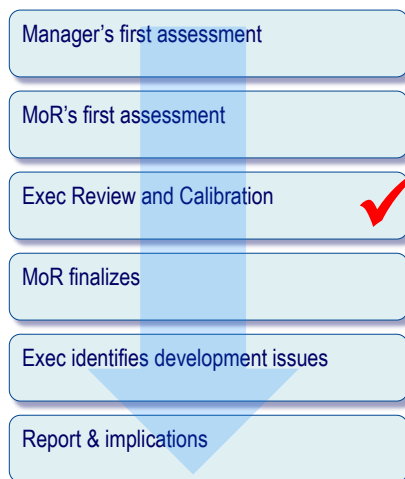 Manager’s first assessment
MoR’s first assessment
Exec Review and Calibration
MoR finalizes
Exec identifies development issues
Report & implications